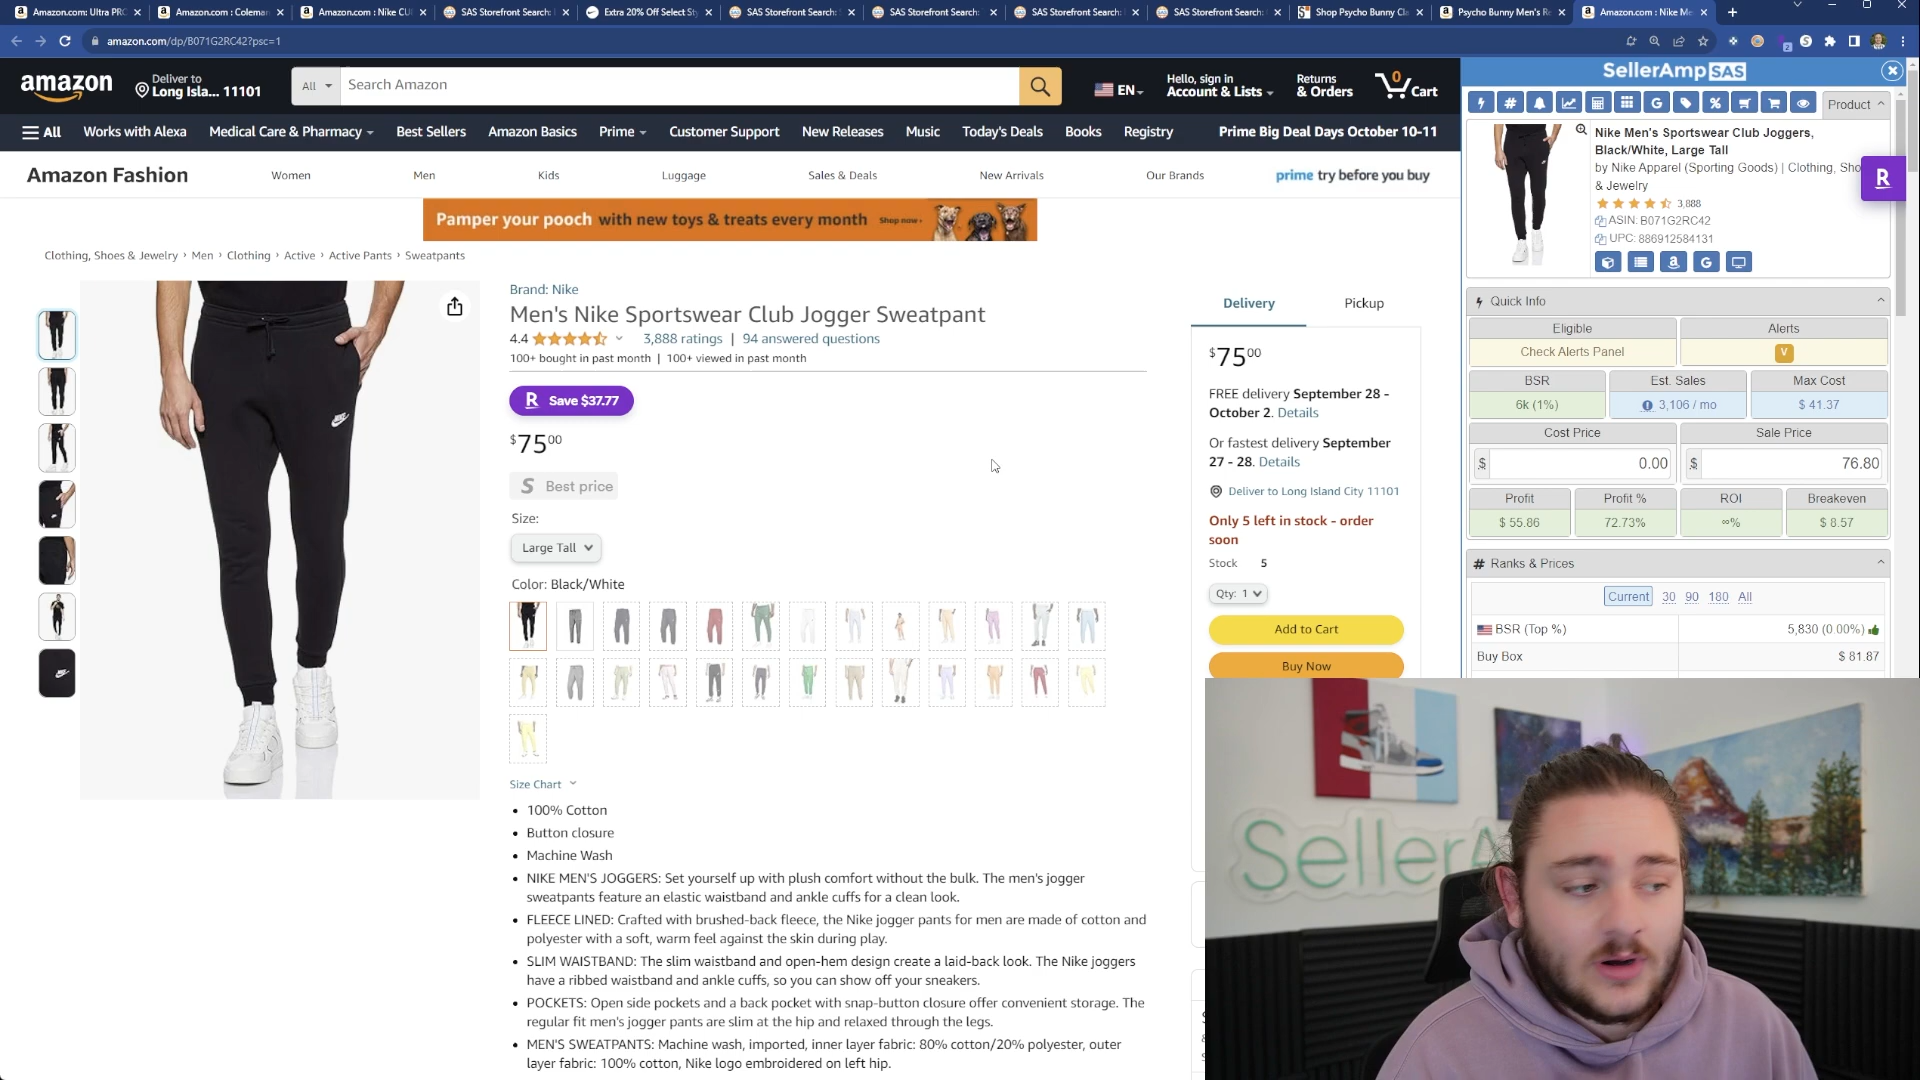 Amazon.com: Ultra PRO
Amazon.com : Coleman
Amazon.com : Nike CU
SAS Storefront Search:
Extra 20% Off Select St
SAS Storefront Search:
SAS Storefront Search:
SAS Storefront Search:
SAS Storefront Search:
Shop Psycho Bunny Cl
Psycho Bunny Men's Re
Amazon.com : Nike Me
amazon.com/dp/B071G2RC42?psc=1
amazon
Deliver to
Long Isla... 11101
All
Search Amazon
EN
Hello, sign in
Account & Lists
Returns
& Orders
0
Cart
All
Works with Alexa
Medical Care & Pharmacy
Best Sellers
Amazon Basics
Prime
Customer Support
New Releases
Music
Today's Deals
Books
Registry
Prime Big Deal Days October 10-11
Amazon Fashion
Women
Men
Kids
Luggage
Sales & Deals
New Arrivals
Our Brands
prime try before you buy
Pamper your pooch with new toys & treats every month Shop now ›
Clothing, Shoes & Jewelry › Men › Clothing › Active › Active Pants › Sweatpants
Brand: Nike
Men's Nike Sportswear Club Jogger Sweatpant
4.4
3,888 ratings | 94 answered questions
100+ bought in past month | 100+ viewed in past month
R Save $37.77
$75 00
S Best price
Size:
Large Tall
Color: Black/White
Size Chart
• 100% Cotton
• Button closure
• Machine Wash
• NIKE MEN'S JOGGERS: Set yourself up with plush comfort without the bulk. The men's jogger
sweatpants feature an elastic waistband and ankle cuffs for a clean look.
• FLEECE LINED: Crafted with brushed-back fleece, the Nike jogger pants for men are made of cotton and
polyester with a soft, warm feel against the skin during play.
• SLIM WAISTBAND: The slim waistband and open-hem design create a laid-back look. The Nike joggers
have a ribbed waistband and ankle cuffs, so you can show off your sneakers.
• POCKETS: Open side pockets and a back pocket with snap-button closure offer convenient storage. The
regular fit men's jogger pants are slim at the hip and relaxed through the legs.
• MEN'S SWEATPANTS: Machine wash, imported, inner layer fabric: 80% cotton/20% polyester, outer
layer fabric: 100% cotton, Nike logo embroidered on left hip.
Delivery
Pickup
$75 00
FREE delivery September 28 -
October 2. Details
Or fastest delivery September
27 - 28. Details
Deliver to Long Island City 11101
Only 5 left in stock - order
soon
Stock 5
Qty: 1
Add to Cart
Buy Now
SellerAmp SAS
Product
Nike Men's Sportswear Club Joggers,
Black/White, Large Tall
by Nike Apparel (Sporting Goods) | Clothing, Sho
& Jewelry
3,888
ASIN: B071G2RC42
UPC: 886912584131
R
Quick Info
Eligible
Alerts
Check Alerts Panel
V
BSR
Est. Sales
Max Cost
6k (1%)
3,106 / mo
$ 41.37
Cost Price
Sale Price
$ 0.00
$ 76.80
Profit
Profit %
ROI
Breakeven
$ 55.86
72.73%
∞%
$ 8.57
# Ranks & Prices
Current 30 90 180 All
BSR (Top %)
5,830 (0.00%)
Buy Box
$ 81.87
SellerA